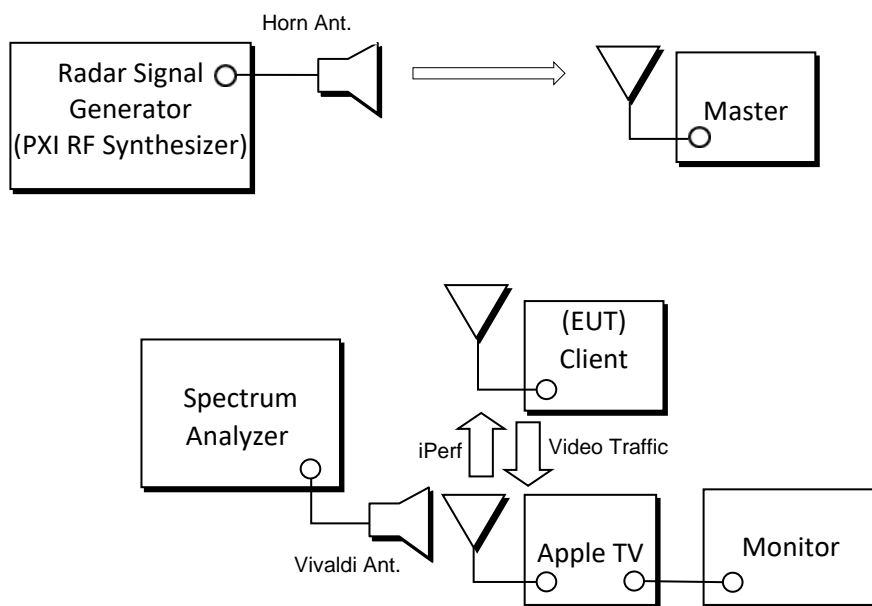 Horn Ant.
Radar Signal
Generator
(PXI RF Synthesizer)
Master
(EUT)
Client
Spectrum
Analyzer
iPerf
Video Traffic
Vivaldi Ant.
Apple TV
Monitor